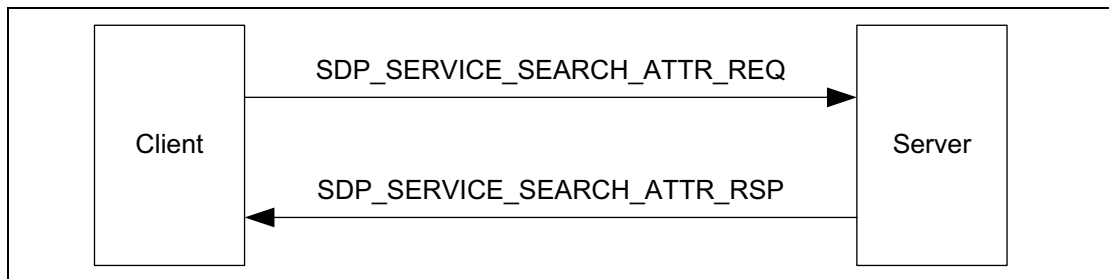 SDP_SERVICE_SEARCH_ATTR_REQ
Client
Server
SDP_SERVICE_SEARCH_ATTR_RSP